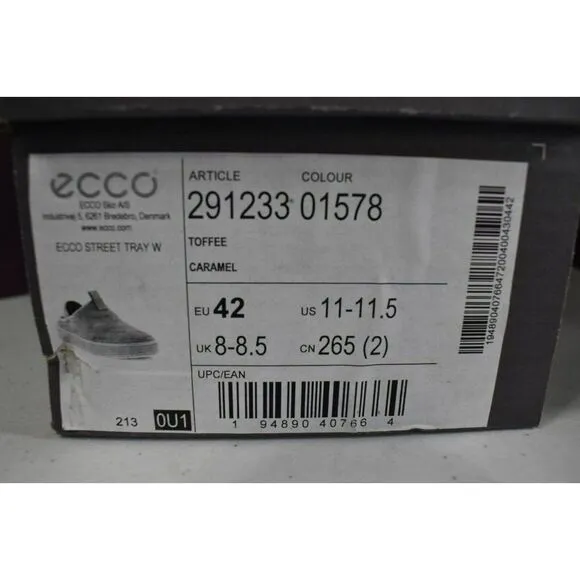 ecco
ECCO Sko A/S
Industrivej 5, 6261 Bredebro, Denmark
www.ecco.com
ECCO STREET TRAY W
213 0U1
ARTICLE COLOUR
291233 01578
TOFFEE
CARAMEL
EU 42 US 11-11.5
UK 8-8.5 CN 265 (2)
UPC/EAN
1 94890 40766 4
1948904076647200400430442